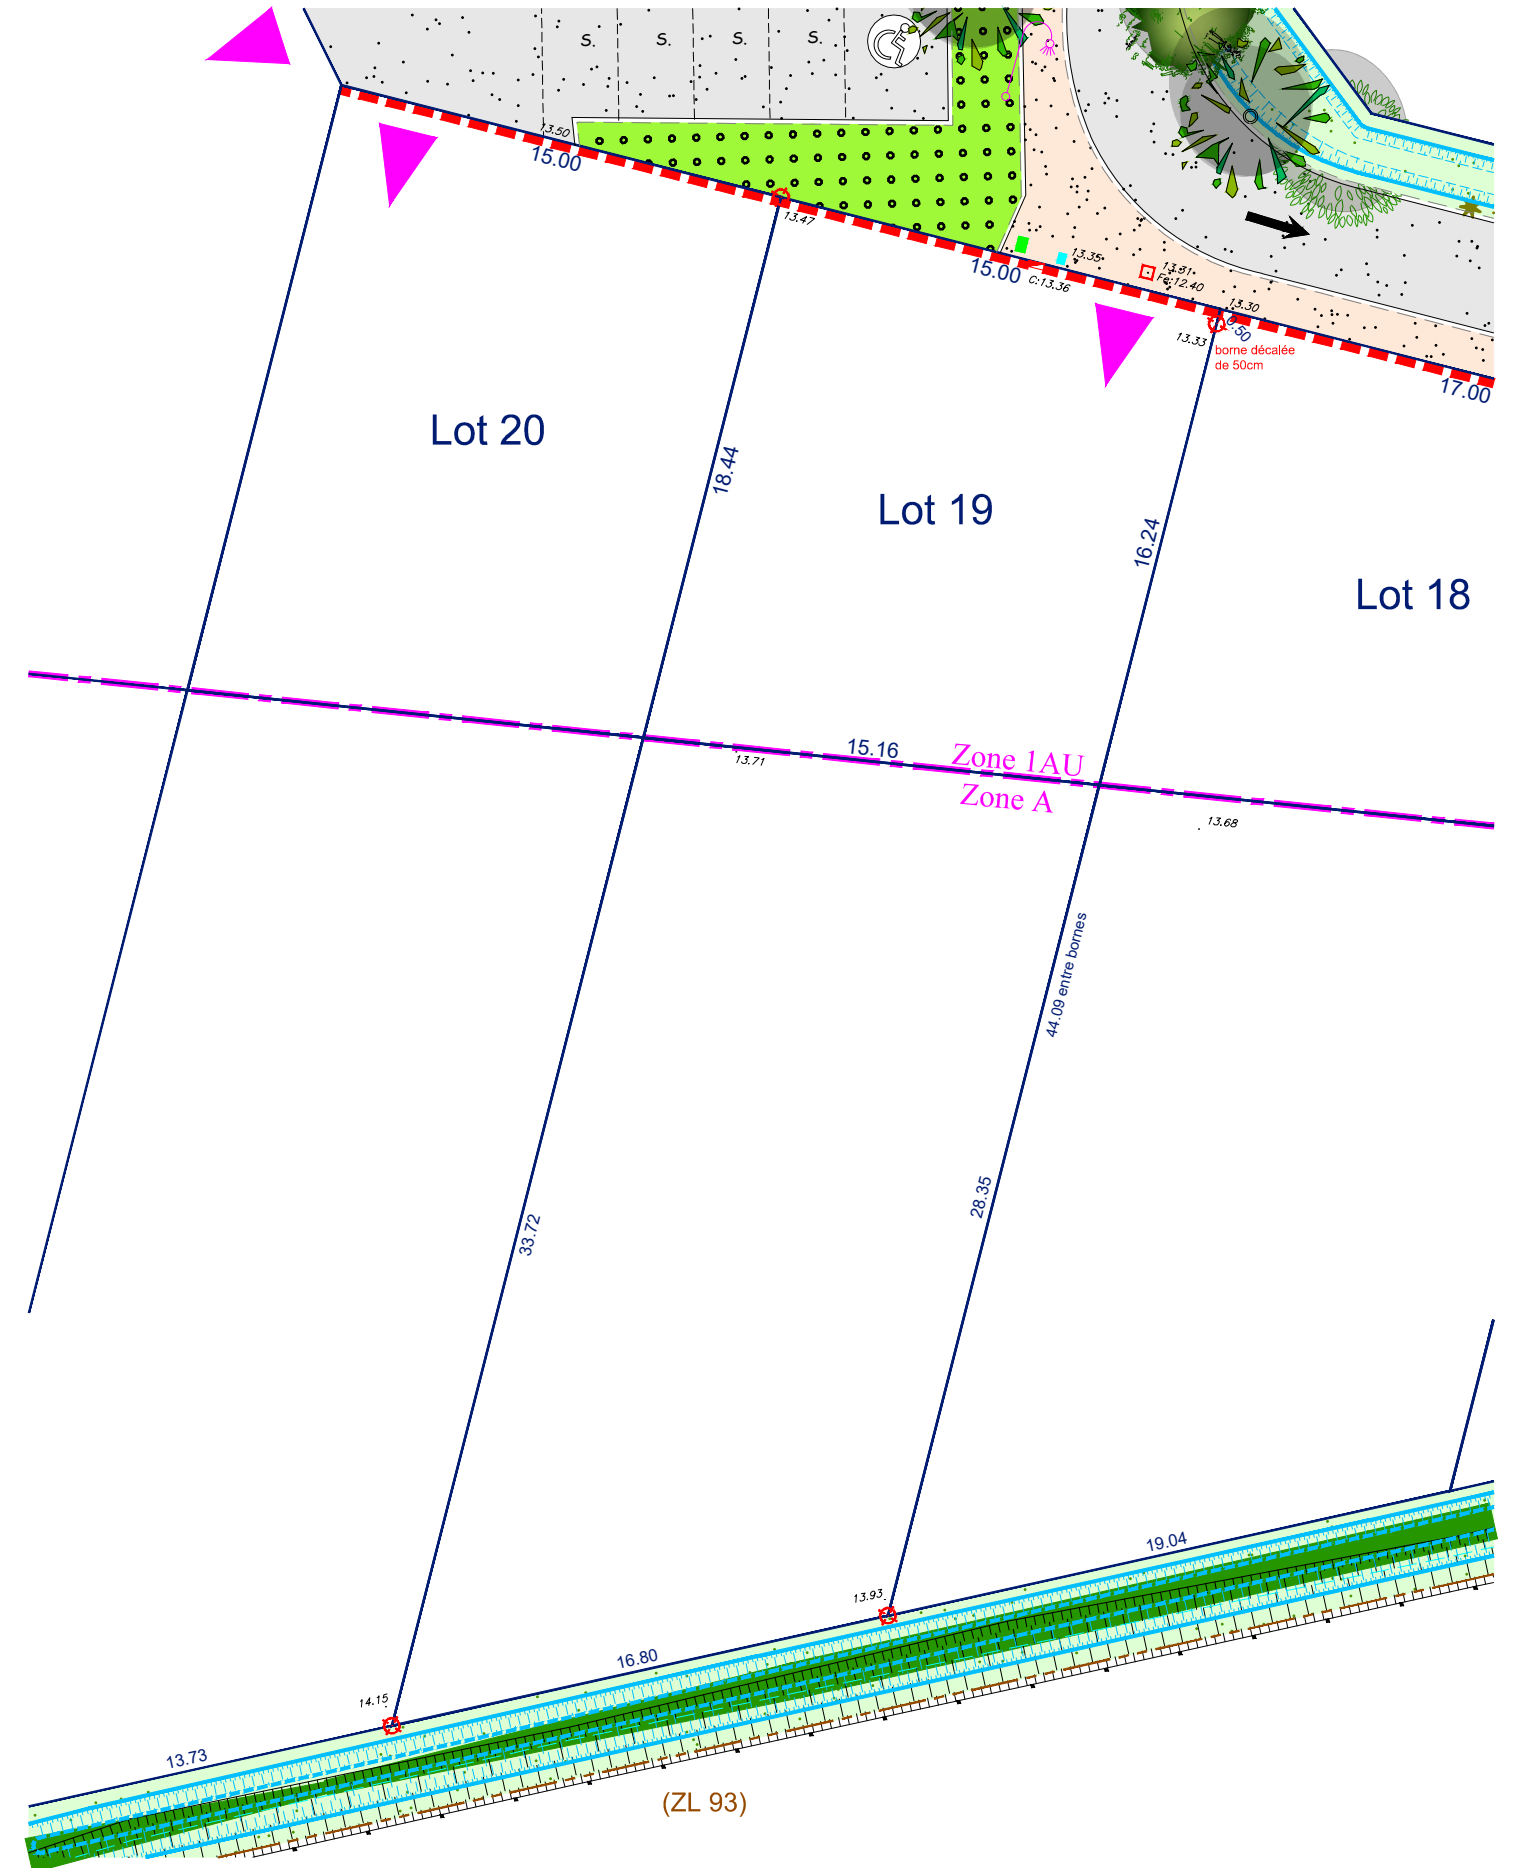 S.
S.
S.
S.
13.50
15.00
13.47
13.35
13.31
Fe:12.40
15.00
C:13.36
13.30
0.50
13.33
borne décalée
de 50cm
17.00
Lot 20
18.44
Lot 19
16.24
Lot 18
15.16
Zone 1AU
13.71
Zone A
13.68
44.09 entre bornes
28.35
33.72
19.04
13.93
16.80
14.15
13.73
(ZL 93)